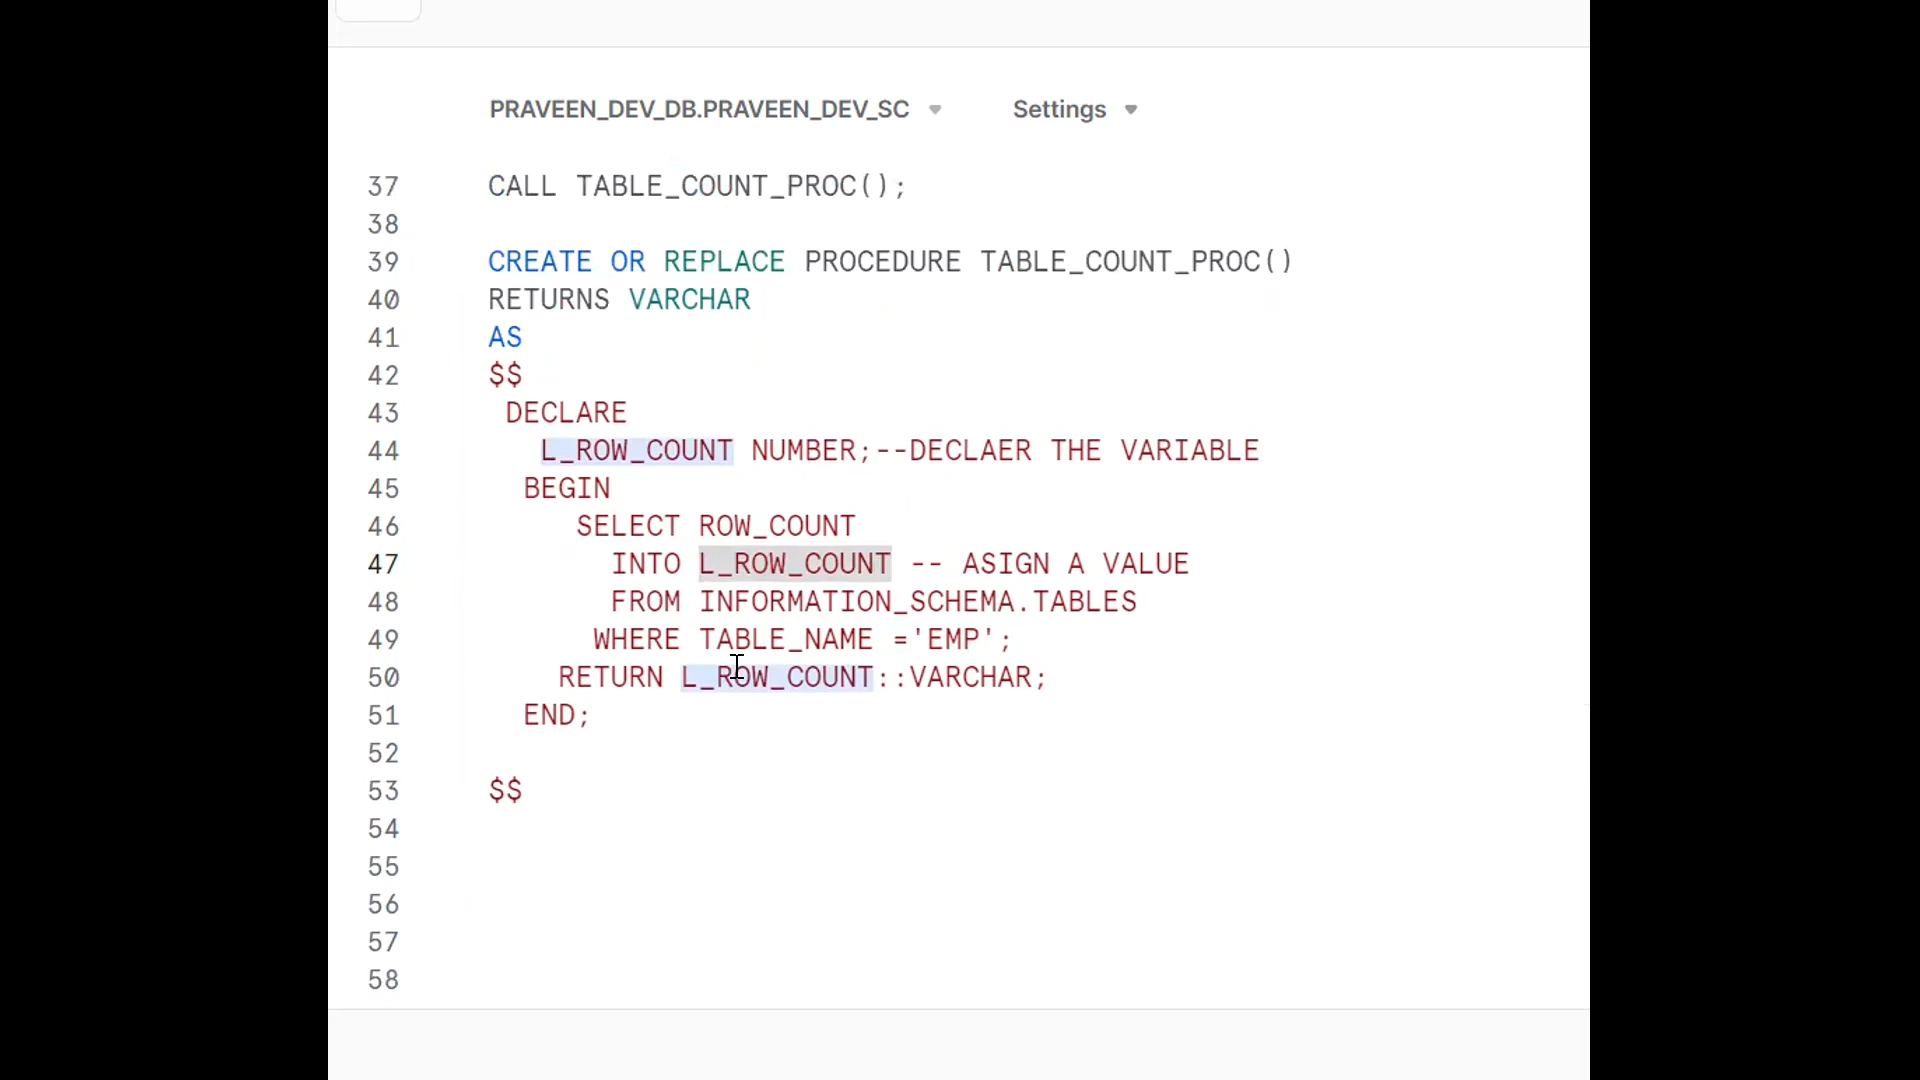 PRAVEEN_DEV_DB.PRAVEEN_DEV_SC Settings
37 CALL TABLE_COUNT_PROC();
38
39 CREATE OR REPLACE PROCEDURE TABLE_COUNT_PROC()
40 RETURNS VARCHAR
41 AS
42 $$
43 DECLARE
44 L_ROW_COUNT NUMBER;--DECLAER THE VARIABLE
45 BEGIN
46 SELECT ROW_COUNT
47 INTO L_ROW_COUNT -- ASIGN A VALUE
48 FROM INFORMATION_SCHEMA.TABLES
49 WHERE TABLE_NAME ='EMP';
50 RETURN L_ROW_COUNT::VARCHAR;
51 END;
52
53 $$
54
55
56
57
58